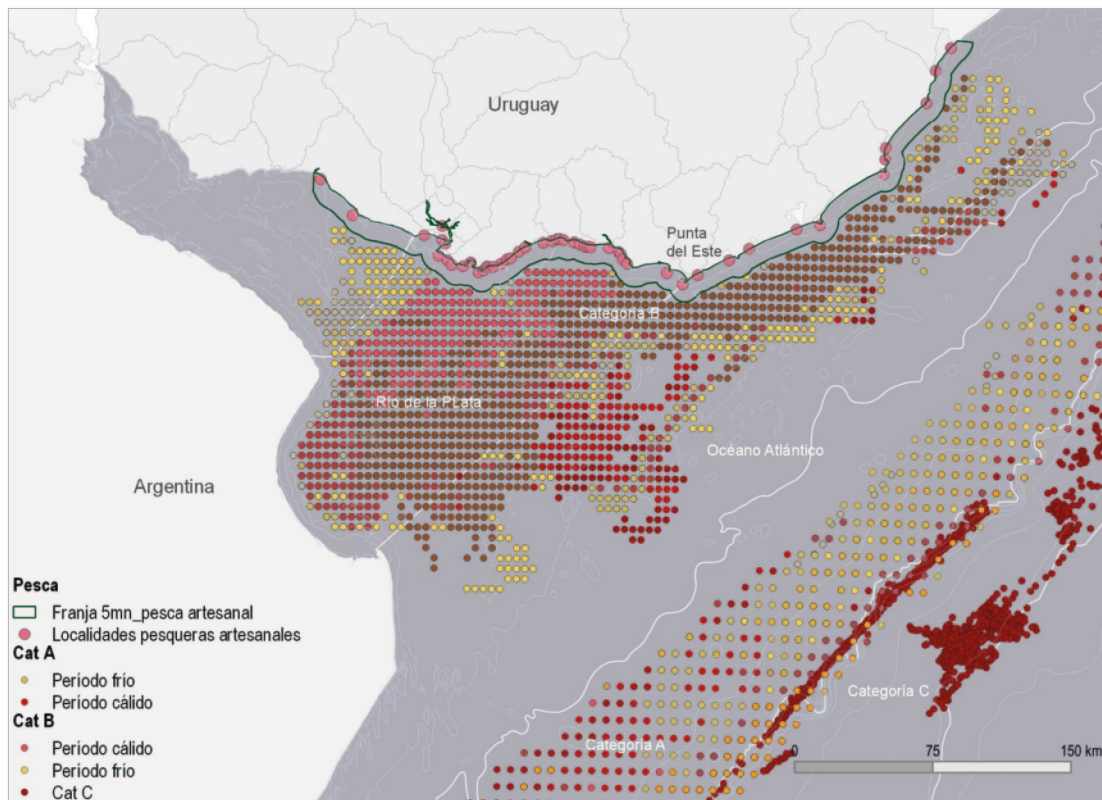 Uruguay
Punta
del Este
Categoría B
Río de la PLata
Océano Atlántico
Argentina
Pesca
Franja 5mn_pesca artesanal
Localidades pesqueras artesanales
Cat A
Período frío
Período cálido
Cat B
Período cálido
Período frío
Cat C
Categoría C
Categoría A
0 75 150 km